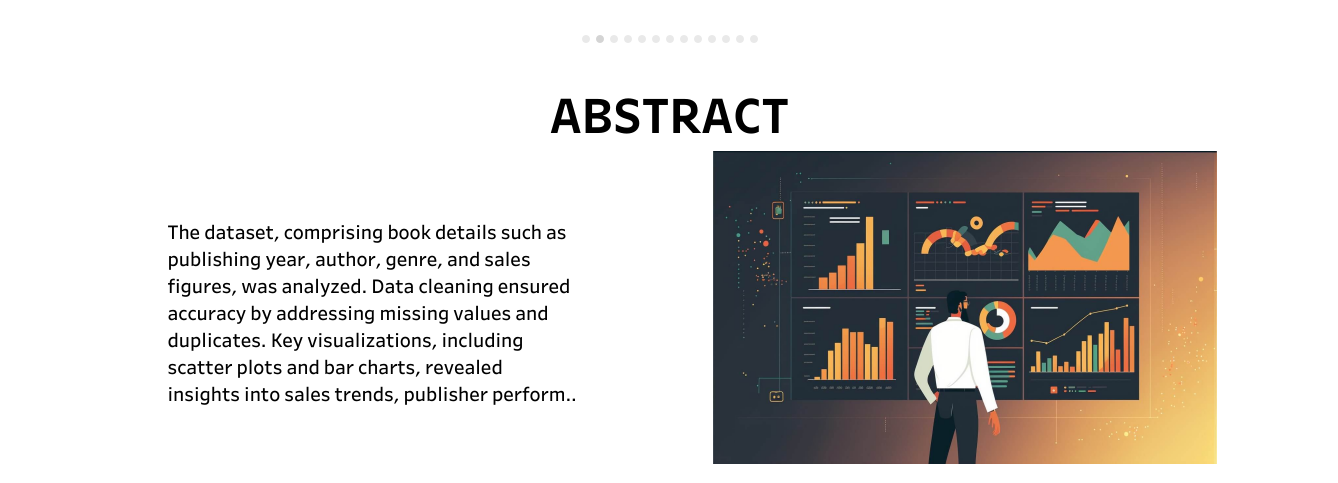 ABSTRACT
The dataset, comprising book details such as
publishing year, author, genre, and sales
figures, was analyzed. Data cleaning ensured
accuracy by addressing missing values and
duplicates. Key visualizations, including
scatter plots and bar charts, revealed
insights into sales trends, publisher perform..